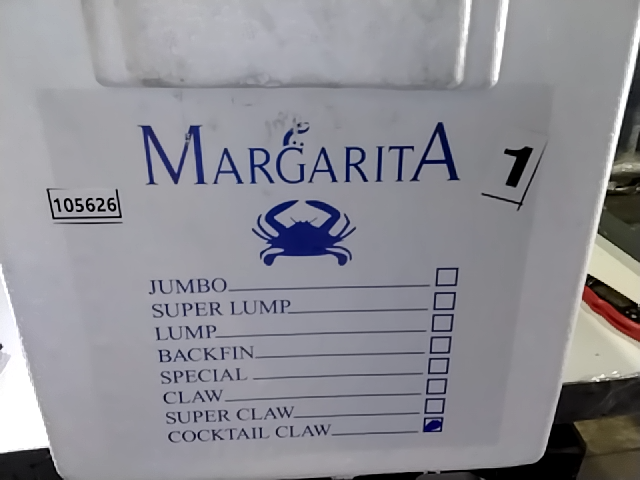 MARGARITA
1
105626
JUMBO
SUPER LUMP
LUMP
BACKFIN
SPECIAL
CLAW
SUPER CLAW
COCKTAIL CLAW